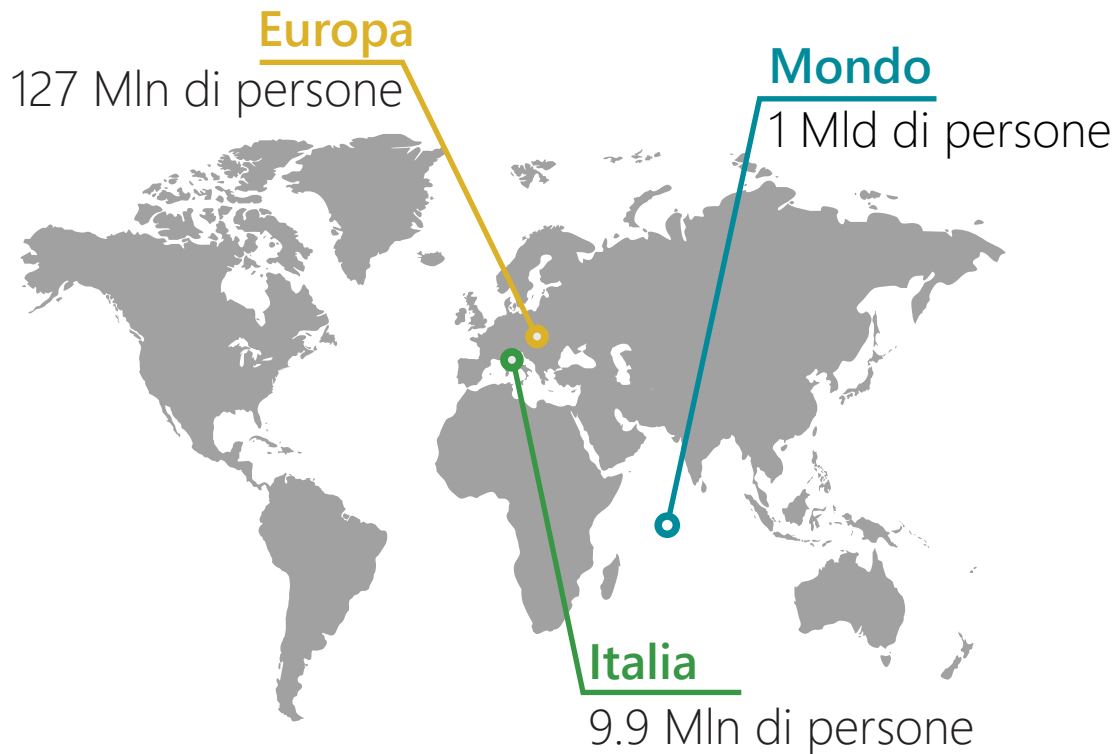 Europa
127 Mln di persone
Mondo
1 Mld di persone
Italia
9.9 Mln di persone